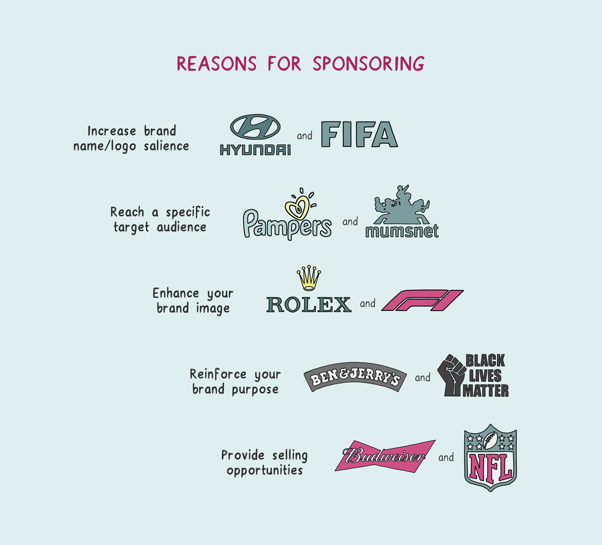 REASONS FOR SPONSORING
Increase brand
name/logo salience
HYUNDAI and FIFA
Reach a specific
target audience
Pampers and mumsnet
Enhance your
brand image
ROLEX and F1
Reinforce your
brand purpose
BEN & JERRY'S and BLACK
LIVES
MATTER
Provide selling
opportunities
Budweiser and NFL